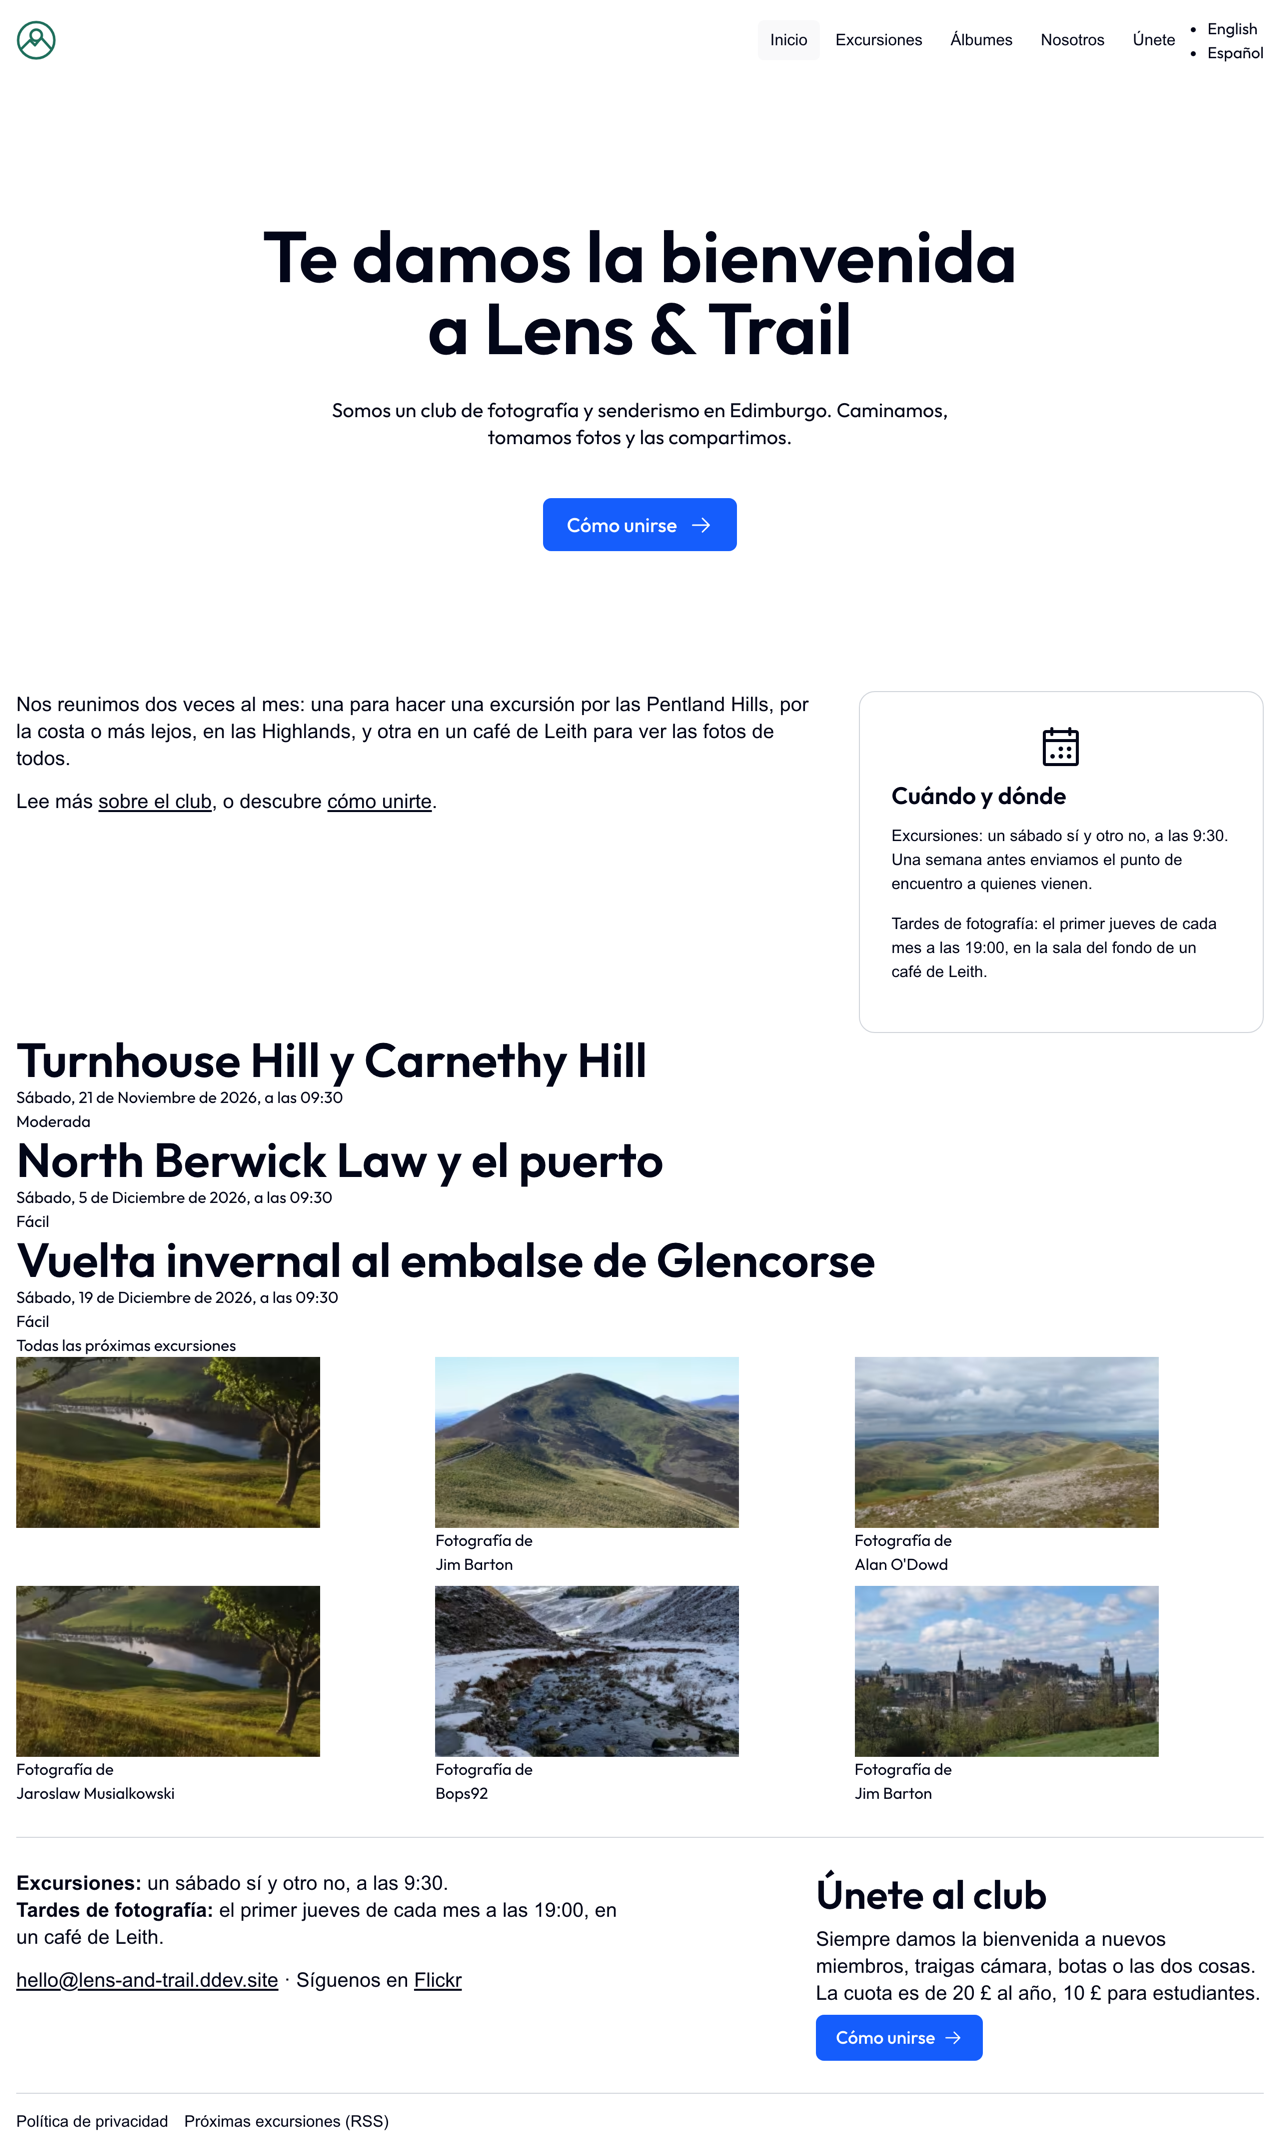 Inicio
Excursiones
Álbumes
Nosotros
Únete
English
Español
Te damos la bienvenida
a Lens & Trail
Somos un club de fotografía y senderismo en Edimburgo. Caminamos,
tomamos fotos y las compartimos.
Cómo unirse
Nos reunimos dos veces al mes: una para hacer una excursión por las Pentland Hills, por
la costa o más lejos, en las Highlands, y otra en un café de Leith para ver las fotos de
todos.
Lee más sobre el club, o descubre cómo unirte.
Cuándo y dónde
Excursiones: un sábado sí y otro no, a las 9:30.
Una semana antes enviamos el punto de
encuentro a quienes vienen.
Tardes de fotografía: el primer jueves de cada
mes a las 19:00, en la sala del fondo de un
café de Leith.
Turnhouse Hill y Carnethy Hill
Sábado, 21 de Noviembre de 2026, a las 09:30
Moderada
North Berwick Law y el puerto
Sábado, 5 de Diciembre de 2026, a las 09:30
Fácil
Vuelta invernal al embalse de Glencorse
Sábado, 19 de Diciembre de 2026, a las 09:30
Fácil
Todas las próximas excursiones
Fotografía de
Jim Barton
Fotografía de
Alan O'Dowd
Fotografía de
Jaroslaw Musialkowski
Fotografía de
Bops92
Fotografía de
Jim Barton
Excursiones: un sábado sí y otro no, a las 9:30.
Tardes de fotografía: el primer jueves de cada mes a las 19:00, en
un café de Leith.
hello@lens-and-trail.ddev.site · Síguenos en Flickr
Únete al club
Siempre damos la bienvenida a nuevos
miembros, traigas cámara, botas o las dos cosas.
La cuota es de 20 £ al año, 10 £ para estudiantes.
Cómo unirse
Política de privacidad
Próximas excursiones (RSS)